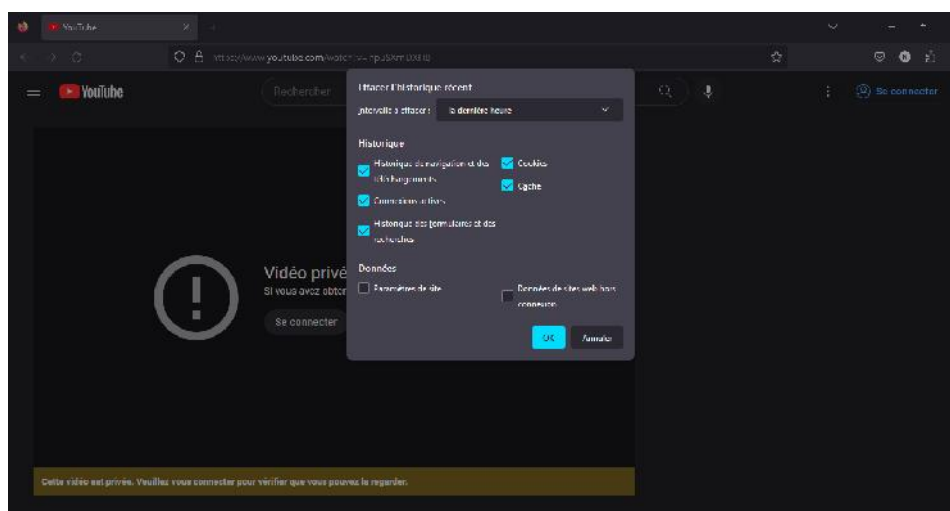 YouTube
youtube.com
YouTube
Rechercher
Se connecter
Effacer l'historique récent
Intervalle à effacer : la dernière heure
Historique
Historique de navigation et des
téléchargements
Cookies
Cache
Connexions actives
Historique des formulaires et des
recherches
Données
Paramètres de site
Données de sites web hors
connexion
OK Annuler
Vidéo privé
Si vous avez obter
Se connecter
Cette vidéo est privée. Veuillez vous connecter pour vérifier que vous pouvez la regarder.